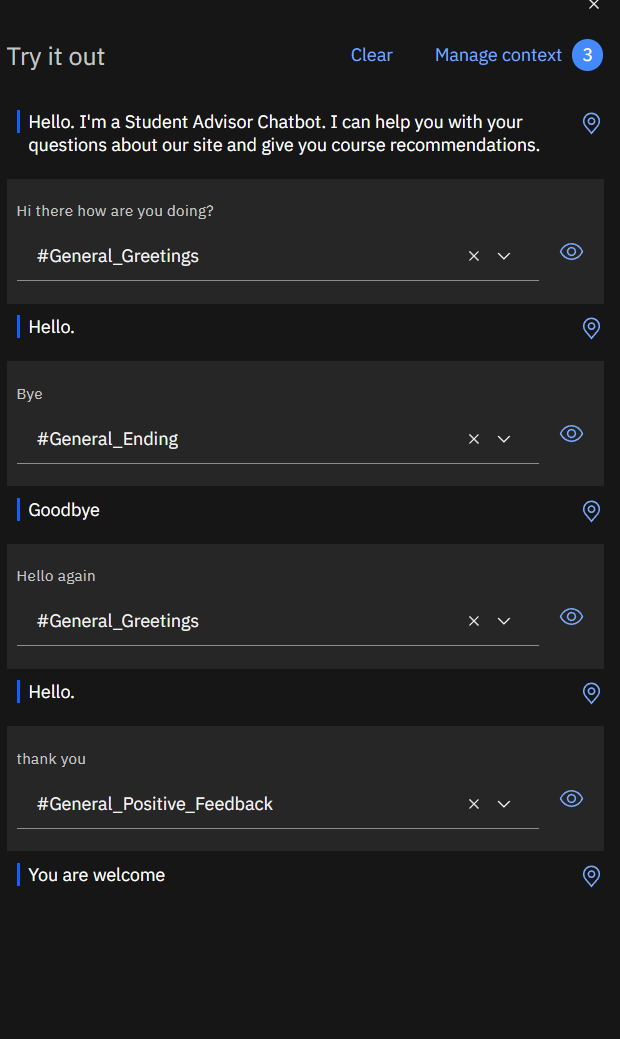 Try it out
Clear
Manage context
3
Hello. I'm a Student Advisor Chatbot. I can help you with your
questions about our site and give you course recommendations.
Hi there how are you doing?
#General_Greetings
Hello.
Bye
#General_Ending
Goodbye
Hello again
#General_Greetings
Hello.
thank you
#General_Positive_Feedback
You are welcome